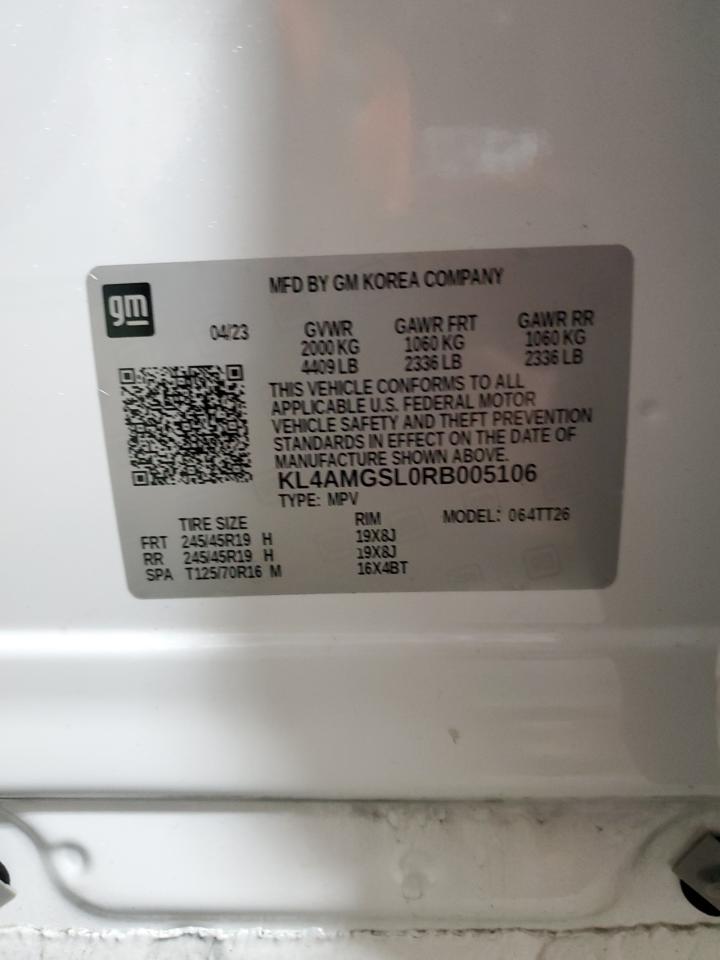 MFD BY GM KOREA COMPANY
gm
04/23
GVWR GAWR FRT GAWR RR
2000 KG 1060 KG 1060 KG
4409 LB 2336 LB 2336 LB
THIS VEHICLE CONFORMS TO ALL
APPLICABLE U.S. FEDERAL MOTOR
VEHICLE SAFETY AND THEFT PREVENTION
STANDARDS IN EFFECT ON THE DATE OF
MANUFACTURE SHOWN ABOVE.
KL4AMGSL0RB005106
TYPE: MPV
MODEL: 064TT26
TIRE SIZE RIM
FRT 245/45R19 H 19X8J
RR 245/45R19 H 19X8J
SPA T125/70R16 M 16X4BT